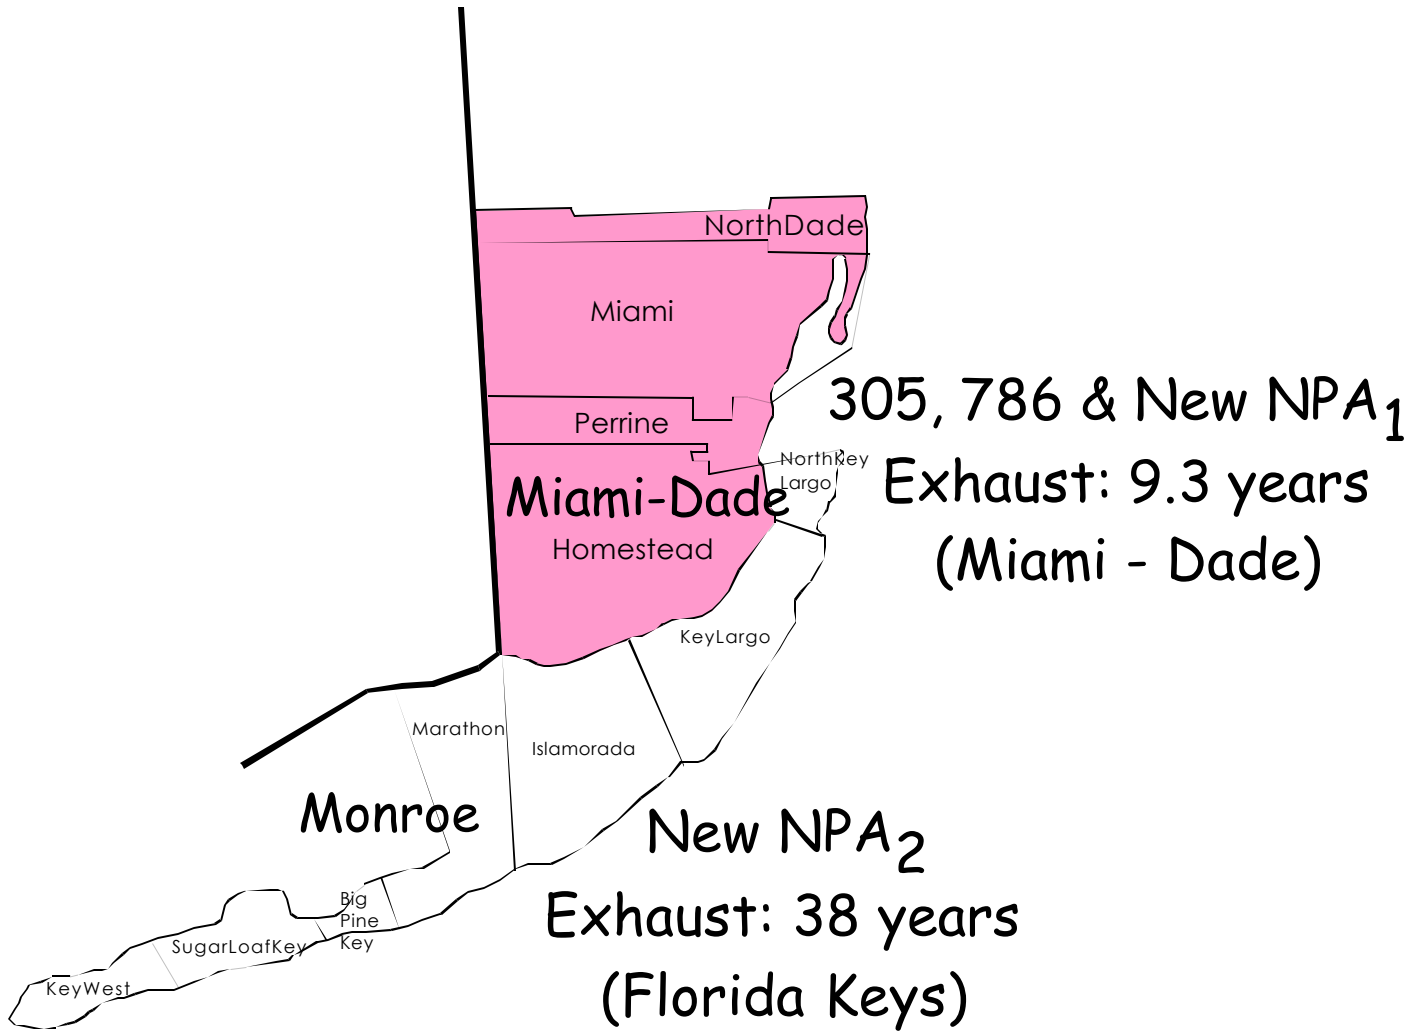 NorthDade
Miami
305, 786 & New NPA1
Exhaust: 9.3 years
(Miami - Dade)
Perrine
NorthKey
Largo
Miami-Dade
Homestead
KeyLargo
Marathon
Islamorada
Monroe
New NPA2
Exhaust: 38 years
(Florida Keys)
Big
Pine
Key
SugarLoafKey
KeyWest